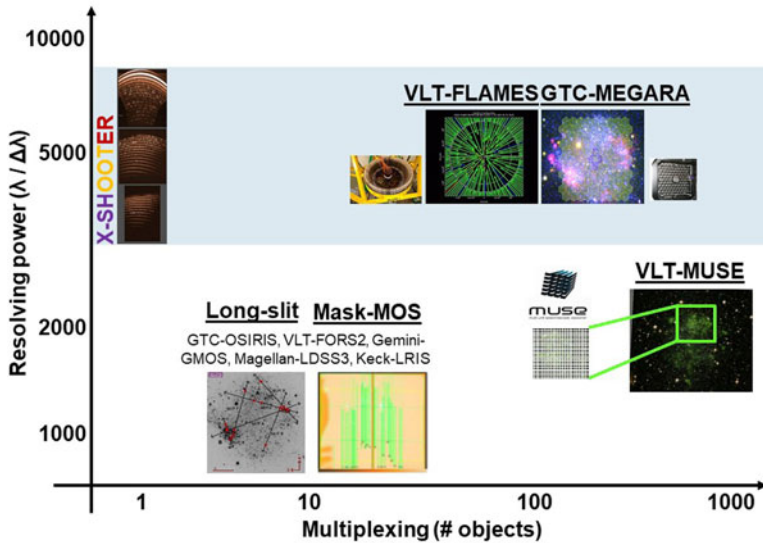 10000
VLT-FLAMES GTC-MEGARA
Resolving power (λ / Δλ)
X-SHOOTER
5000
VLT-MUSE
muse
Long-slit Mask-MOS
2000
GTC-OSIRIS, VLT-FORS2, Gemini-
GMOS, Magellan-LDSS3, Keck-LRIS
1000
1 10 100 1000
Multiplexing (# objects)